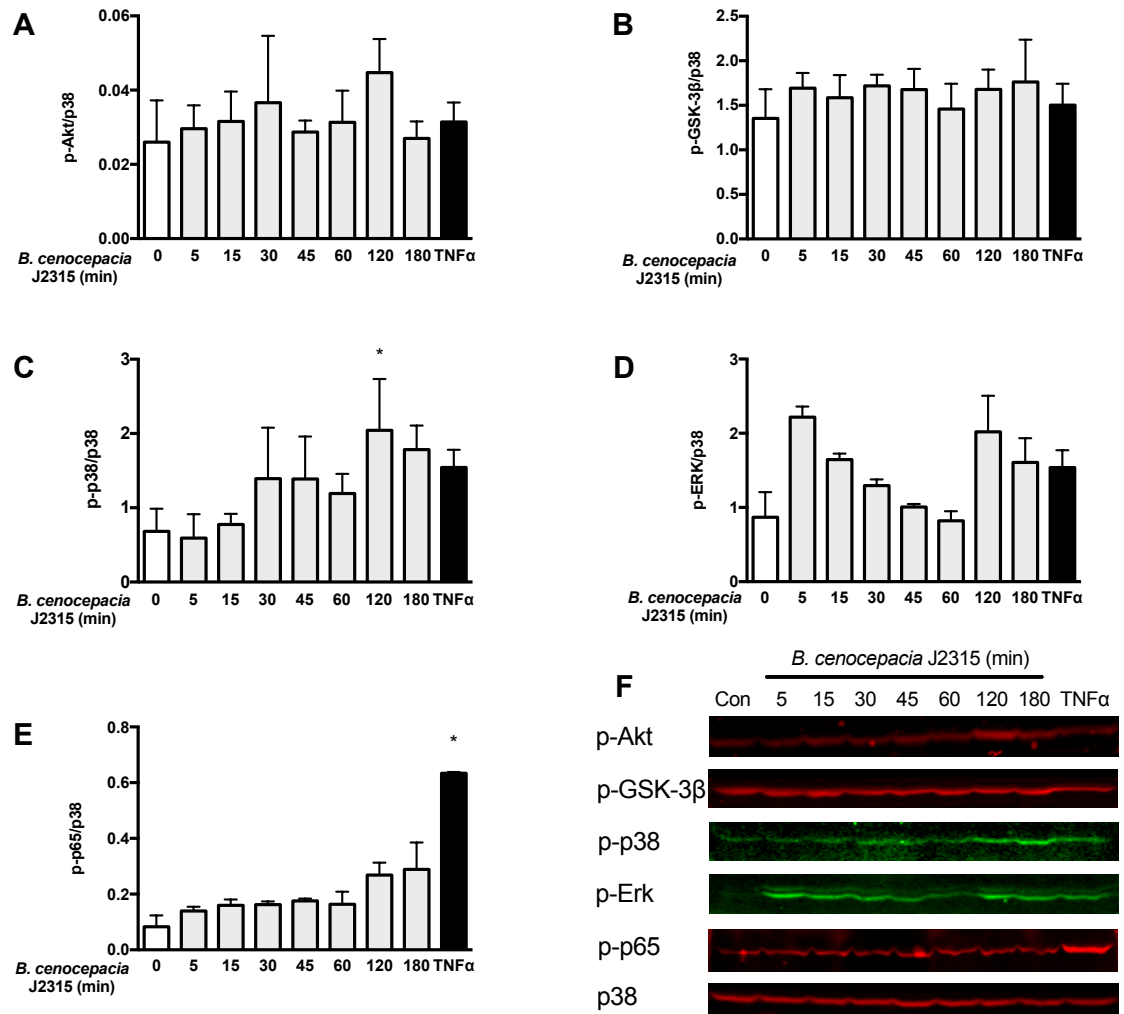 A
p-Akt/p38
0.06
0.04
0.02
0.00
B. cenocepacia
J2315 (min)
0 5 15 30 45 60 120 180 TNFα
B
p-GSK-3β/p38
2.5
2.0
1.5
1.0
0.5
0.0
B. cenocepacia
J2315 (min)
0 5 15 30 45 60 120 180 TNFα
C
p-p38/p38
3
2
1
0
*
B. cenocepacia
J2315 (min)
0 5 15 30 45 60 120 180 TNFα
D
p-ERK/p38
3
2
1
0
B. cenocepacia
J2315 (min)
0 5 15 30 45 60 120 180 TNFα
E
p-p65/p38
0.8
0.6
0.4
0.2
0.0
*
B. cenocepacia
J2315 (min)
0 5 15 30 45 60 120 180 TNFα
F
B. cenocepacia J2315 (min)
Con 5 15 30 45 60 120 180 TNFα
p-Akt
p-GSK-3β
p-p38
p-Erk
p-p65
p38